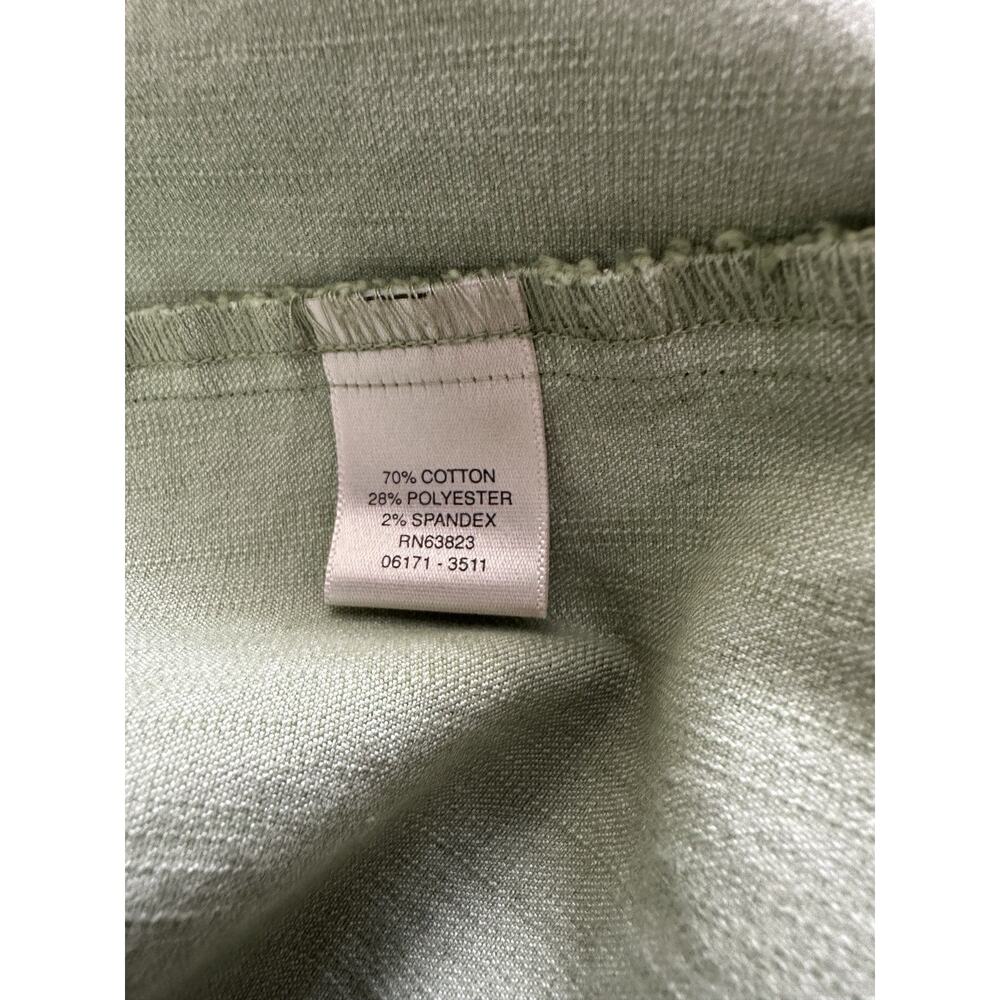 70% COTTON
28% POLYESTER
2% SPANDEX
RN63823
06171 - 3511